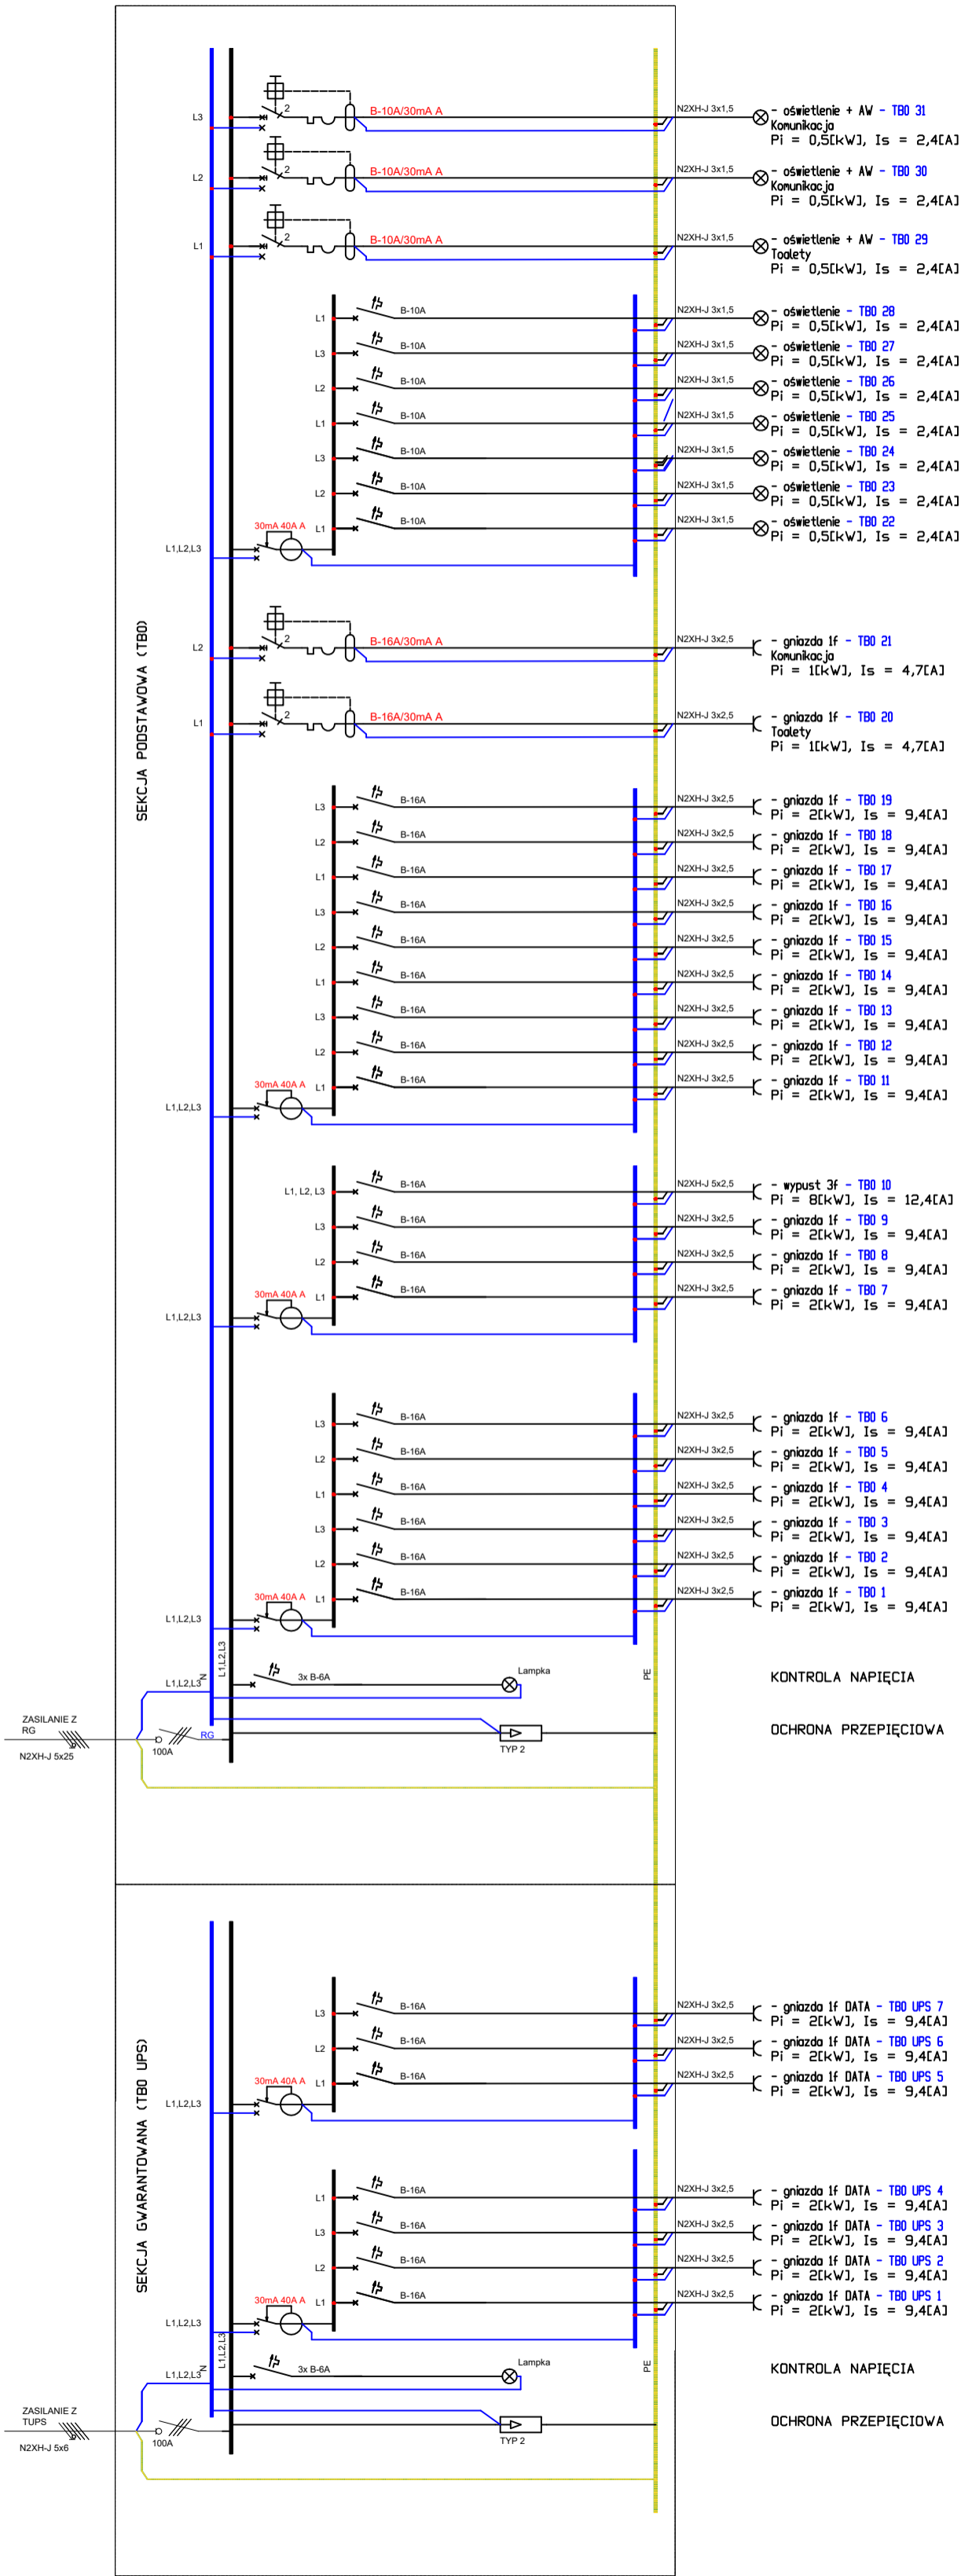 L3
2
B-10A/30mA A
N2XH-J 3x1,5
- oświetlenie + AW - TBO 31
Komunikacja
Pi = 0,5[kW], Is = 2,4[A]
L2
2
B-10A/30mA A
N2XH-J 3x1,5
- oświetlenie + AW - TBO 30
Komunikacja
Pi = 0,5[kW], Is = 2,4[A]
L1
2
B-10A/30mA A
N2XH-J 3x1,5
- oświetlenie + AW - TBO 29
Toalety
Pi = 0,5[kW], Is = 2,4[A]
L1
B-10A
N2XH-J 3x1,5
- oświetlenie - TBO 28
Pi = 0,5[kW], Is = 2,4[A]
L3
B-10A
N2XH-J 3x1,5
- oświetlenie - TBO 27
Pi = 0,5[kW], Is = 2,4[A]
L2
B-10A
N2XH-J 3x1,5
- oświetlenie - TBO 26
Pi = 0,5[kW], Is = 2,4[A]
L1
B-10A
N2XH-J 3x1,5
- oświetlenie - TBO 25
Pi = 0,5[kW], Is = 2,4[A]
L3
B-10A
N2XH-J 3x1,5
- oświetlenie - TBO 24
Pi = 0,5[kW], Is = 2,4[A]
L2
B-10A
N2XH-J 3x1,5
- oświetlenie - TBO 23
Pi = 0,5[kW], Is = 2,4[A]
L1
B-10A
N2XH-J 3x1,5
- oświetlenie - TBO 22
Pi = 0,5[kW], Is = 2,4[A]
30mA 40A A
L1,L2,L3
SEKCJA PODSTAWOWA (TBO)
L2
2
B-16A/30mA A
N2XH-J 3x2,5
- gniazda 1f - TBO 21
Komunikacja
Pi = 1[kW], Is = 4,7[A]
L1
2
B-16A/30mA A
N2XH-J 3x2,5
- gniazda 1f - TBO 20
Toalety
Pi = 1[kW], Is = 4,7[A]
L3
B-16A
N2XH-J 3x2,5
- gniazda 1f - TBO 19
Pi = 2[kW], Is = 9,4[A]
L2
B-16A
N2XH-J 3x2,5
- gniazda 1f - TBO 18
Pi = 2[kW], Is = 9,4[A]
L1
B-16A
N2XH-J 3x2,5
- gniazda 1f - TBO 17
Pi = 2[kW], Is = 9,4[A]
L3
B-16A
N2XH-J 3x2,5
- gniazda 1f - TBO 16
Pi = 2[kW], Is = 9,4[A]
L2
B-16A
N2XH-J 3x2,5
- gniazda 1f - TBO 15
Pi = 2[kW], Is = 9,4[A]
L1
B-16A
N2XH-J 3x2,5
- gniazda 1f - TBO 14
Pi = 2[kW], Is = 9,4[A]
L3
B-16A
N2XH-J 3x2,5
- gniazda 1f - TBO 13
Pi = 2[kW], Is = 9,4[A]
L2
B-16A
N2XH-J 3x2,5
- gniazda 1f - TBO 12
Pi = 2[kW], Is = 9,4[A]
L1
B-16A
N2XH-J 3x2,5
- gniazda 1f - TBO 11
Pi = 2[kW], Is = 9,4[A]
30mA 40A A
L1,L2,L3
L1, L2, L3
B-16A
N2XH-J 5x2,5
- wypust 3f - TBO 10
Pi = 8[kW], Is = 12,4[A]
L3
B-16A
N2XH-J 3x2,5
- gniazda 1f - TBO 9
Pi = 2[kW], Is = 9,4[A]
L2
B-16A
N2XH-J 3x2,5
- gniazda 1f - TBO 8
Pi = 2[kW], Is = 9,4[A]
L1
B-16A
N2XH-J 3x2,5
- gniazda 1f - TBO 7
Pi = 2[kW], Is = 9,4[A]
30mA 40A A
L1,L2,L3
L3
B-16A
N2XH-J 3x2,5
- gniazda 1f - TBO 6
Pi = 2[kW], Is = 9,4[A]
L2
B-16A
N2XH-J 3x2,5
- gniazda 1f - TBO 5
Pi = 2[kW], Is = 9,4[A]
L1
B-16A
N2XH-J 3x2,5
- gniazda 1f - TBO 4
Pi = 2[kW], Is = 9,4[A]
L3
B-16A
N2XH-J 3x2,5
- gniazda 1f - TBO 3
Pi = 2[kW], Is = 9,4[A]
L2
B-16A
N2XH-J 3x2,5
- gniazda 1f - TBO 2
Pi = 2[kW], Is = 9,4[A]
L1
B-16A
N2XH-J 3x2,5
- gniazda 1f - TBO 1
Pi = 2[kW], Is = 9,4[A]
30mA 40A A
L1,L2,L3
N
L1,L2,L3
L1,L2,L3
3x B-6A
Lampka
PE
KONTROLA NAPIĘCIA
ZASILANIE Z
RG
5
N2XH-J 5x25
100A
RG
TYP 2
OCHRONA PRZEPIĘCIOWA
SEKCJA GWARANTOWANA (TBO UPS)
L3
B-16A
N2XH-J 3x2,5
- gniazda 1f DATA - TBO UPS 7
Pi = 2[kW], Is = 9,4[A]
L2
B-16A
N2XH-J 3x2,5
- gniazda 1f DATA - TBO UPS 6
Pi = 2[kW], Is = 9,4[A]
L1
B-16A
N2XH-J 3x2,5
- gniazda 1f DATA - TBO UPS 5
Pi = 2[kW], Is = 9,4[A]
30mA 40A A
L1,L2,L3
L1
B-16A
N2XH-J 3x2,5
- gniazda 1f DATA - TBO UPS 4
Pi = 2[kW], Is = 9,4[A]
L3
B-16A
N2XH-J 3x2,5
- gniazda 1f DATA - TBO UPS 3
Pi = 2[kW], Is = 9,4[A]
L2
B-16A
N2XH-J 3x2,5
- gniazda 1f DATA - TBO UPS 2
Pi = 2[kW], Is = 9,4[A]
L1
B-16A
N2XH-J 3x2,5
- gniazda 1f DATA - TBO UPS 1
Pi = 2[kW], Is = 9,4[A]
30mA 40A A
L1,L2,L3
N
L1,L2,L3
L1,L2,L3
3x B-6A
Lampka
PE
KONTROLA NAPIĘCIA
ZASILANIE Z
TUPS
5
N2XH-J 5x6
100A
TYP 2
OCHRONA PRZEPIĘCIOWA